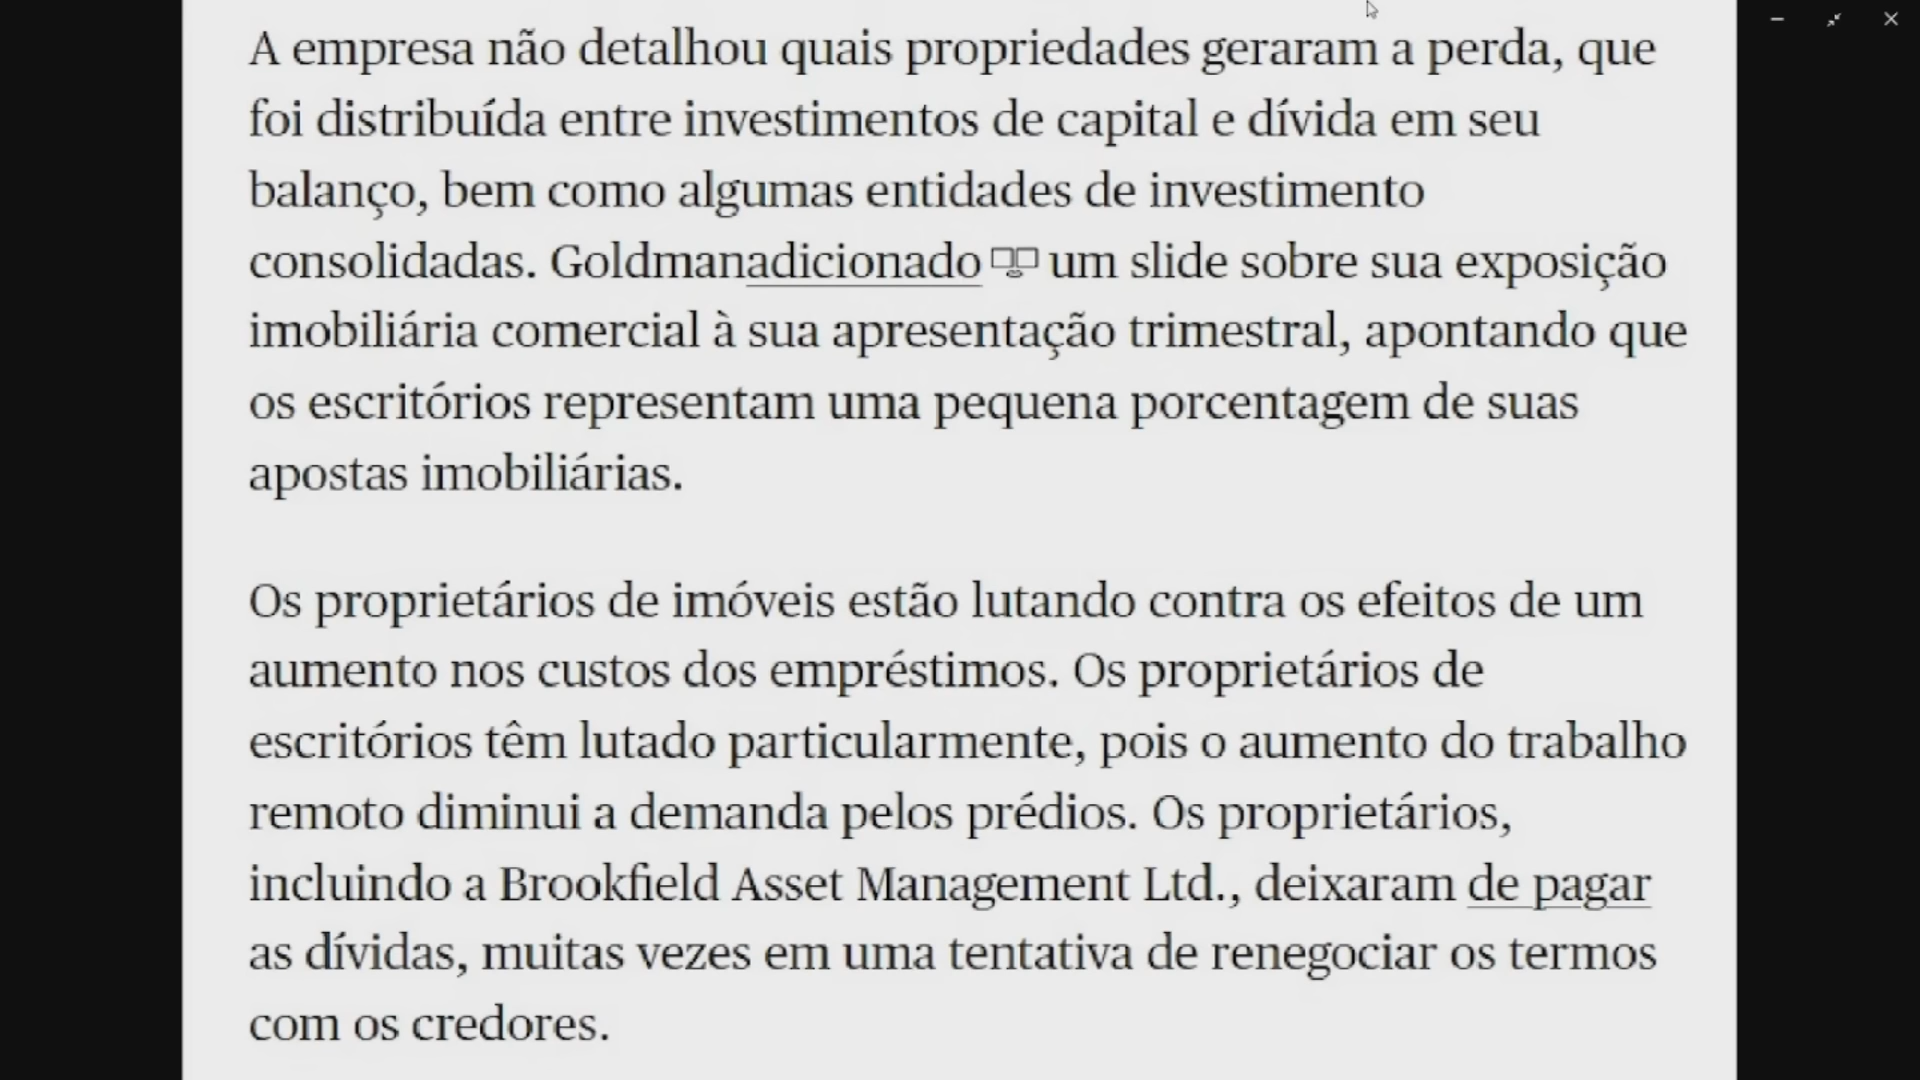 A empresa não detalhou quais propriedades geraram a perda, que
foi distribuída entre investimentos de capital e dívida em seu
balanço, bem como algumas entidades de investimento
consolidadas. Goldmanadicionado um slide sobre sua exposição
imobiliária comercial à sua apresentação trimestral, apontando que
os escritórios representam uma pequena porcentagem de suas
apostas imobiliárias.
Os proprietários de imóveis estão lutando contra os efeitos de um
aumento nos custos dos empréstimos. Os proprietários de
escritórios têm lutado particularmente, pois o aumento do trabalho
remoto diminui a demanda pelos prédios. Os proprietários,
incluindo a Brookfield Asset Management Ltd., deixaram de pagar
as dívidas, muitas vezes em uma tentativa de renegociar os termos
com os credores.